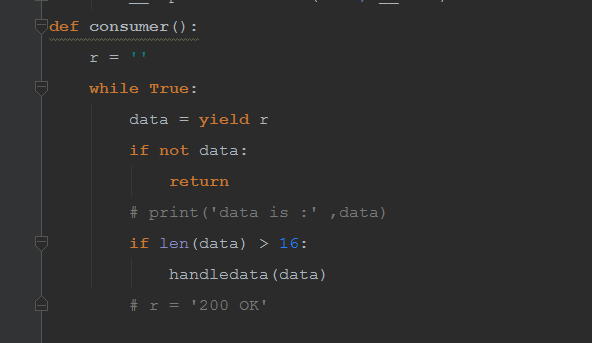 def consumer():
    r = ''
    while True:
        data = yield r
        if not data:
            return
        # print('data is :' ,data)
        if len(data) > 16:
            handledata(data)
        # r = '200 OK'